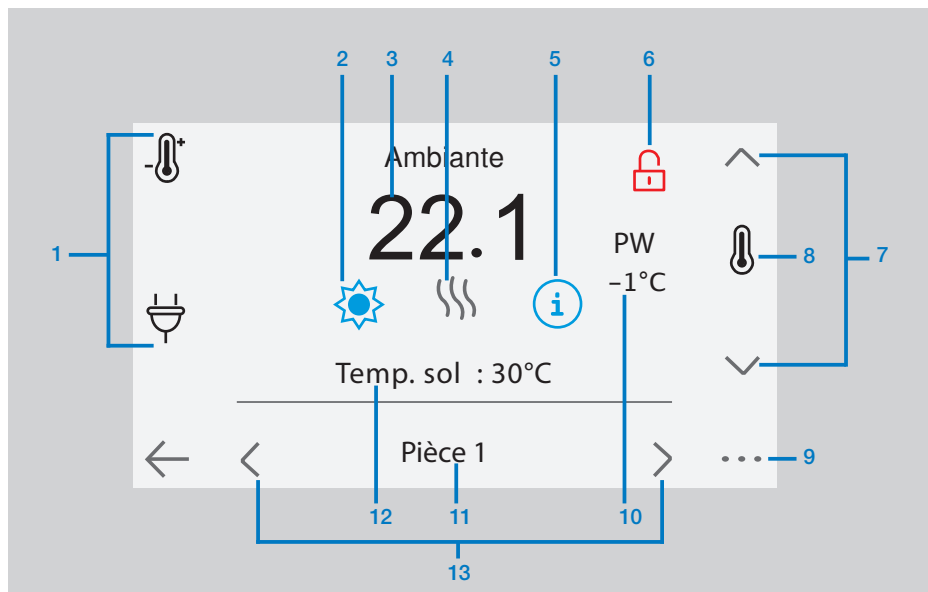 2 3 4 5 6
Ambiante
22.1
PW
–1°C
1
8 7
i
Temp. sol : 30°C
Pièce 1
9
12 11 10
13